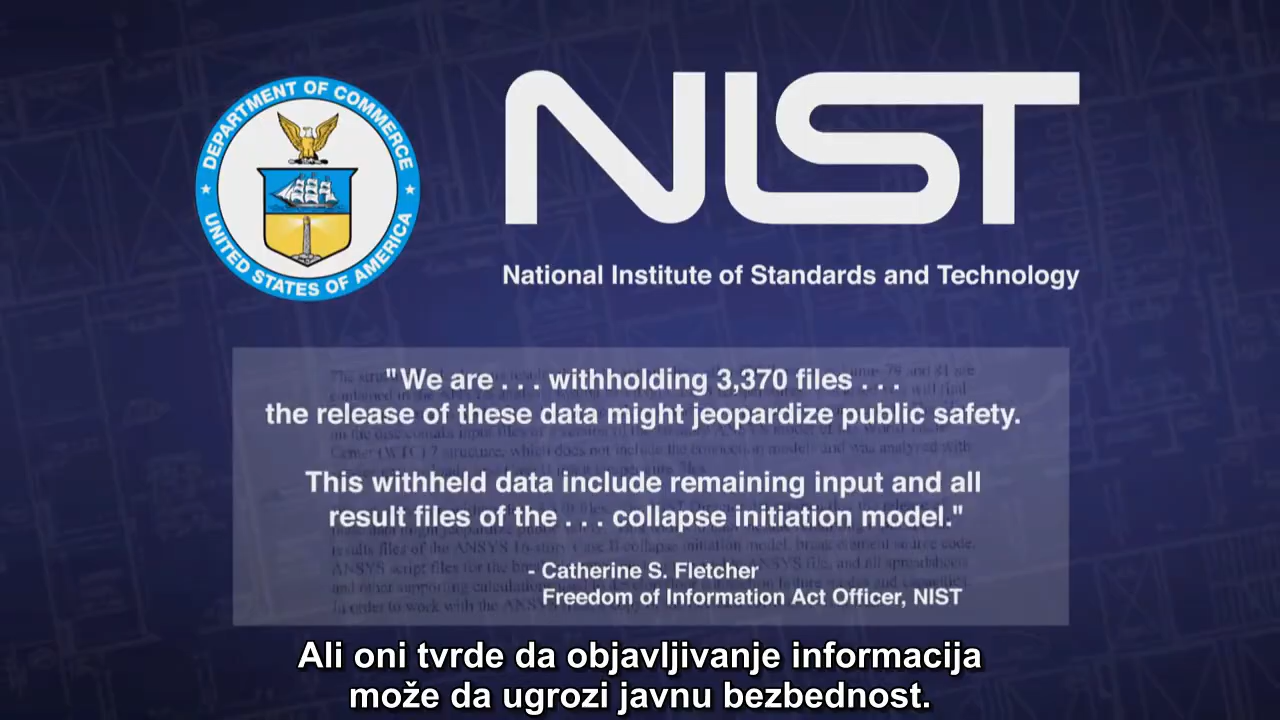 DEPARTMENT OF COMMERCE
UNITED STATES OF AMERICA
NIST
National Institute of Standards and Technology
"We are . . . withholding 3,370 files . . .
the release of these data might jeopardize public safety.
This withheld data include remaining input and all
result files of the . . . collapse initiation model."
- Catherine S. Fletcher
Freedom of Information Act Officer, NIST
Ali oni tvrde da objavljivanje informacija
može da ugrozi javnu bezbednost.